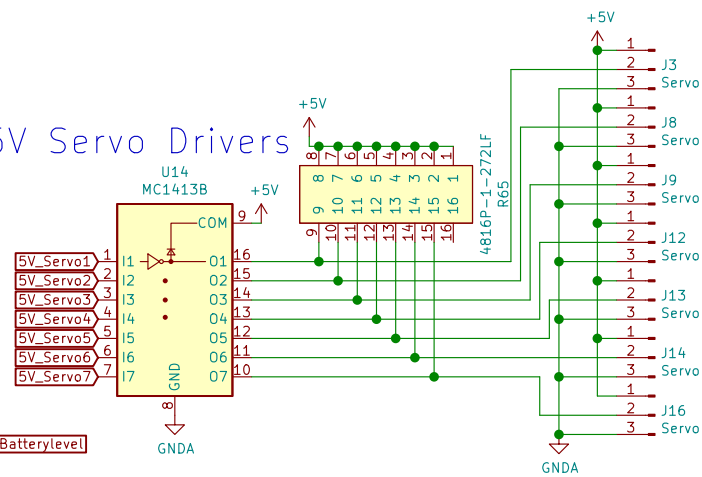 +5V
1
2
3
J3
Servo
1
2
3
J8
Servo
1
2
3
J9
Servo
1
2
3
J12
Servo
1
2
3
J13
Servo
1
2
3
J14
Servo
1
2
3
J16
Servo
GNDA
5V Servo Drivers
+5V
8 7 6 5 4 3 2 1
8 7 6 5 4 3 2 1
9 10 11 12 13 14 15 16
9 10 11 12 13 14 15 16
4816P-1-272LF
R65
U14
MC1413B
+5V
COM 9
5V_Servo1 1 I1 O1 16
5V_Servo2 2 I2 O2 15
5V_Servo3 3 I3 O3 14
5V_Servo4 4 I4 O4 13
5V_Servo5 5 I5 O5 12
5V_Servo6 6 I6 O6 11
5V_Servo7 7 I7 O7 10
GND
8
GNDA
Batterylevel